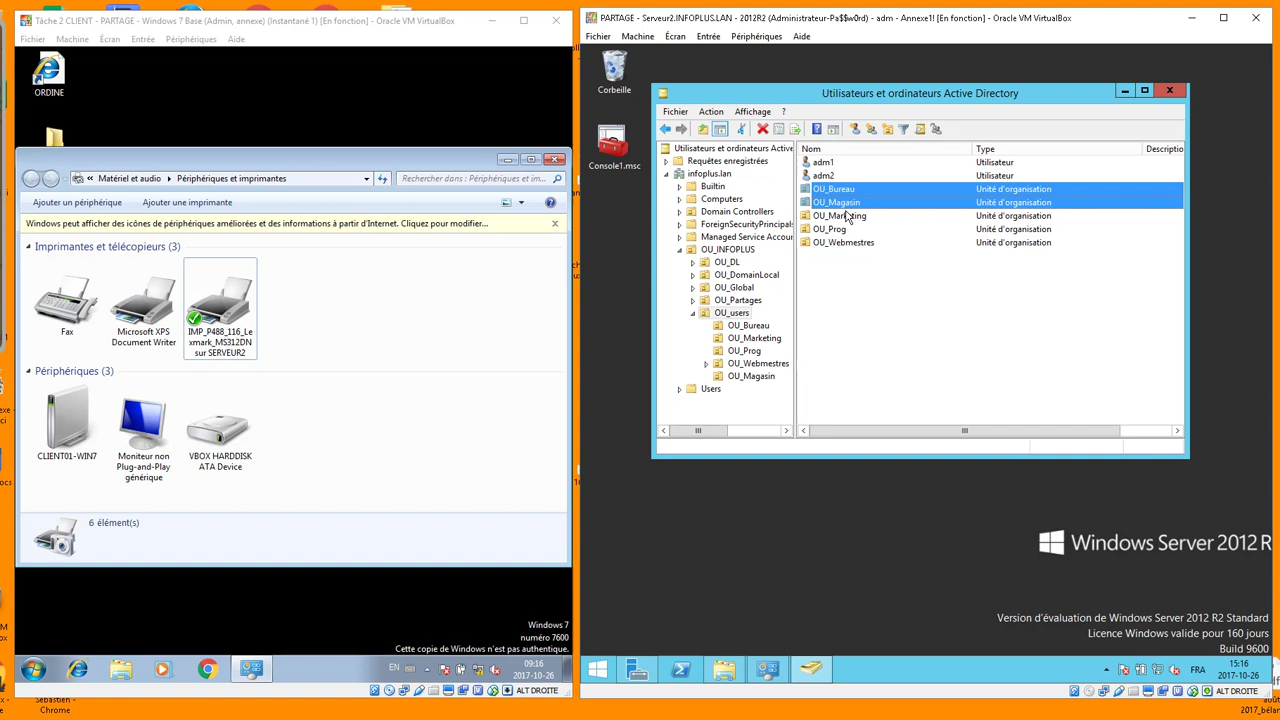 Tâche 2 CLIENT - PARTAGE - Windows 7 Base (Admin, annexe) (Instantané 1) [En fonction] - Oracle VM VirtualBox
Fichier Machine Écran Entrée Périphériques Aide
ORDINE
Matériel et audio Périphériques et imprimantes
Rechercher dans : Périphériques et im...
Ajouter un périphérique Ajouter une imprimante
Windows peut afficher des icônes de périphériques améliorées et des informations à partir d'Internet. Cliquez pour modifier...
Imprimantes et télécopieurs (3)
Fax
Microsoft XPS
Document Writer
IMP_P488_116_Le
xmark_MS312DN
sur SERVEUR2
Périphériques (3)
CLIENT01-WIN7
Moniteur non
Plug-and-Play
générique
VBOX HARDDISK
ATA Device
6 élément(s)
Windows 7
numéro 7600
Cette copie de Windows n'est pas authentique.
EN
09:16
2017-10-26
ALT DROITE
Sébastien -
Chrome
PARTAGE - Serveur2.INFOPLUS.LAN - 2012R2 (Administrateur-Pa$$w0rd) - adm - Annexe1! [En fonction] - Oracle VM VirtualBox
Fichier Machine Écran Entrée Périphériques Aide
Corbeille
Console1.msc
Utilisateurs et ordinateurs Active Directory
Fichier Action Affichage ?
Utilisateurs et ordinateurs Active
Requêtes enregistrées
infoplus.lan
Builtin
Computers
Domain Controllers
ForeignSecurityPrincipals
Managed Service Accou
OU_INFOPLUS
OU_DL
OU_DomainLocal
OU_Global
OU_Partages
OU_users
OU_Bureau
OU_Marketing
OU_Prog
OU_Webmestres
OU_Magasin
Users
Nom Type Descriptio
adm1 Utilisateur
adm2 Utilisateur
OU_Bureau Unité d'organisation
OU_Magasin Unité d'organisation
OU_Marketing Unité d'organisation
OU_Prog Unité d'organisation
OU_Webmestres Unité d'organisation
Windows Server 2012 R
Version d'évaluation de Windows Server 2012 R2 Standard
Licence Windows valide pour 160 jours
Build 9600
FRA
15:16
2017-10-26
ALT DROITE